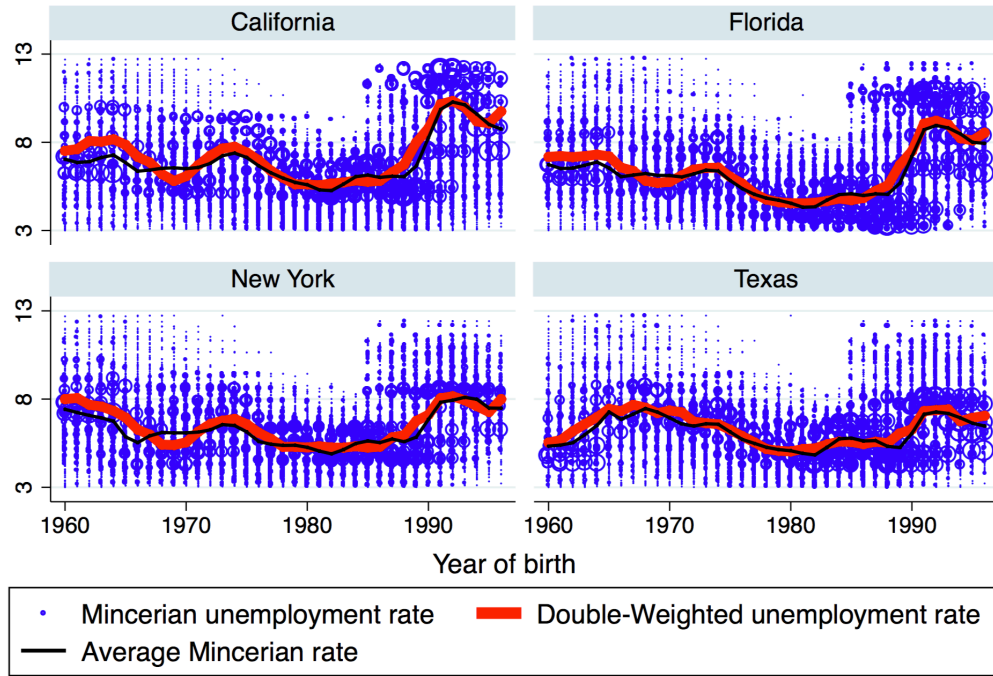 California
Florida
13
8
3
New York
Texas
13
8
3
1960 1970 1980 1990 1960 1970 1980 1990
Year of birth
Mincerian unemployment rate Double-Weighted unemployment rate
Average Mincerian rate